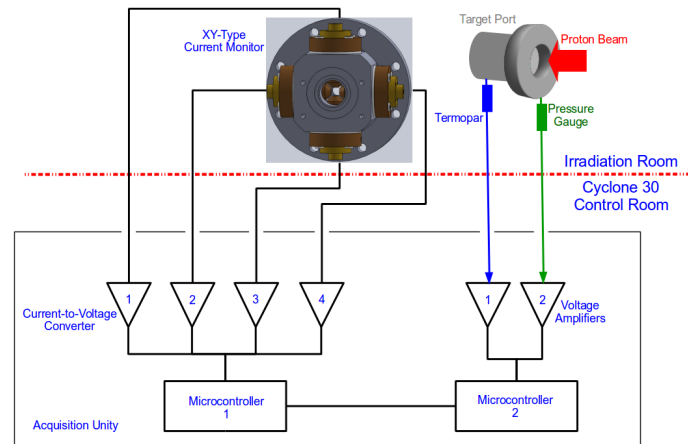 XY-Type
Current Monitor
Target Port
Proton Beam
Termopar
Pressure
Gauge
Irradiation Room
Cyclone 30
Control Room
1
2
3
4
1
2
Current-to-Voltage
Converter
Voltage
Amplifiers
Microcontroller
1
Microcontroller
2
Acquisition Unity